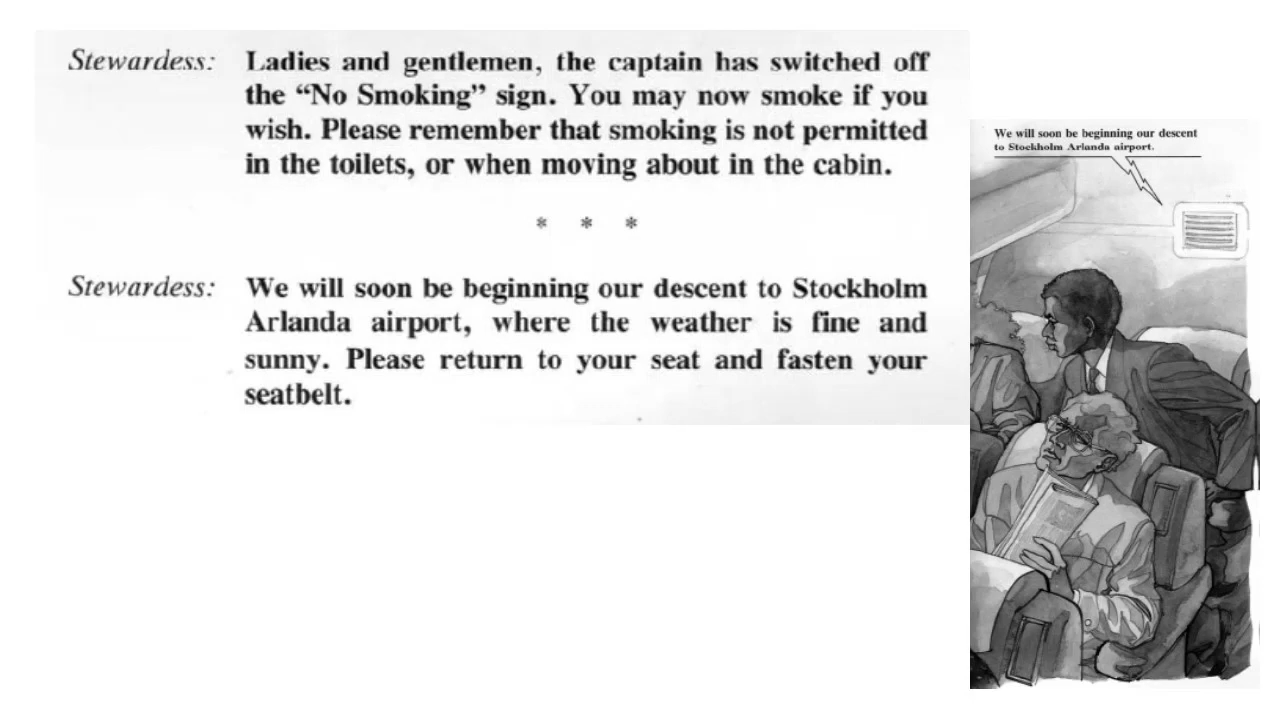 Stewardess: Ladies and gentlemen, the captain has switched off
the “No Smoking” sign. You may now smoke if you
wish. Please remember that smoking is not permitted
in the toilets, or when moving about in the cabin.
* * *
Stewardess: We will soon be beginning our descent to Stockholm
Arlanda airport, where the weather is fine and
sunny. Please return to your seat and fasten your
seatbelt.
We will soon be beginning our descent
to Stockholm Arlanda airport.